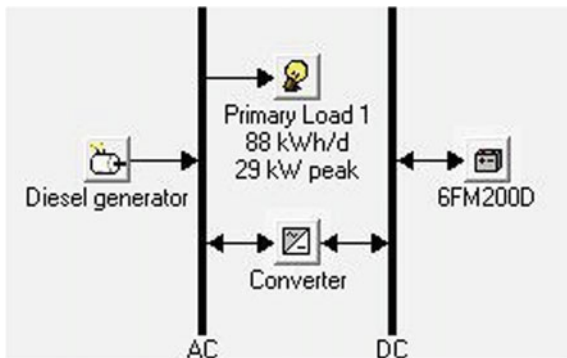 Primary Load 1
88 kWh/d
29 kW peak
Diesel generator
6FM200D
Converter
AC
DC